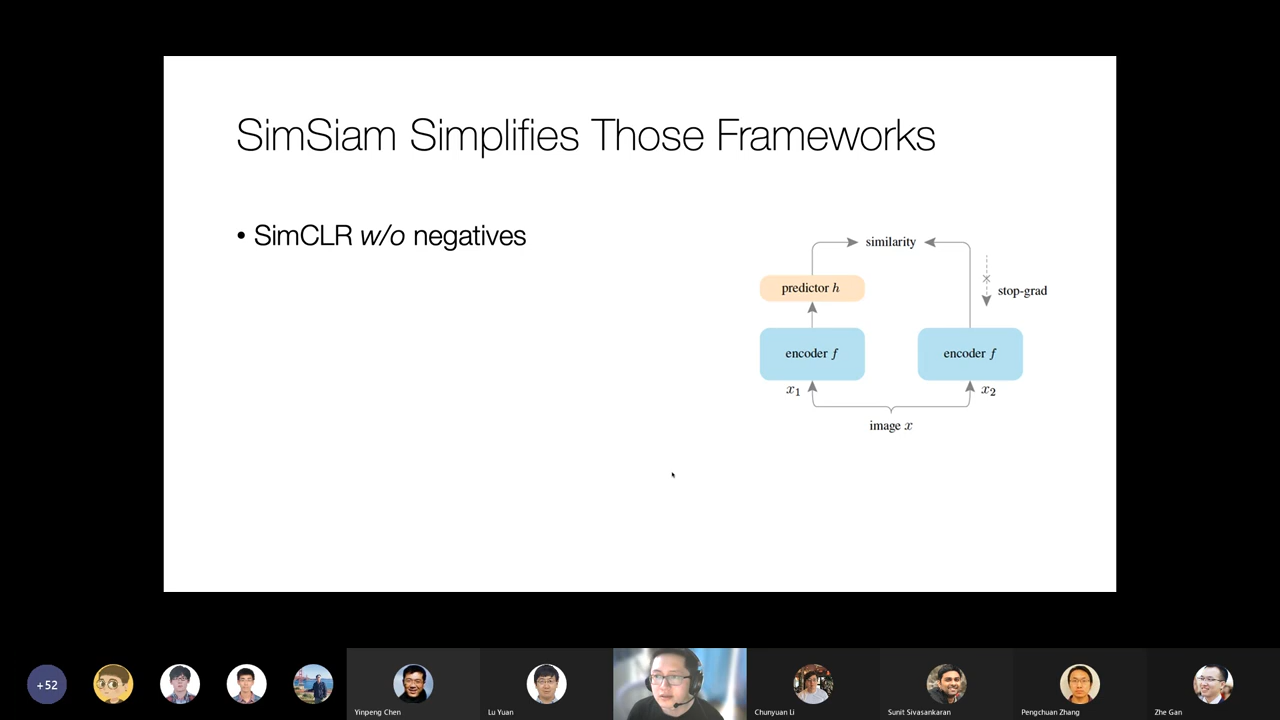 SimSiam Simplifies Those Frameworks
• SimCLR w/o negatives
similarity
predictor h
stop-grad
encoder f
encoder f
x1
x2
image x
+52
Yinpeng Chen
Lu Yuan
Chunyuan Li
Sunit Sivasankaran
Pengchuan Zhang
Zhe Gan